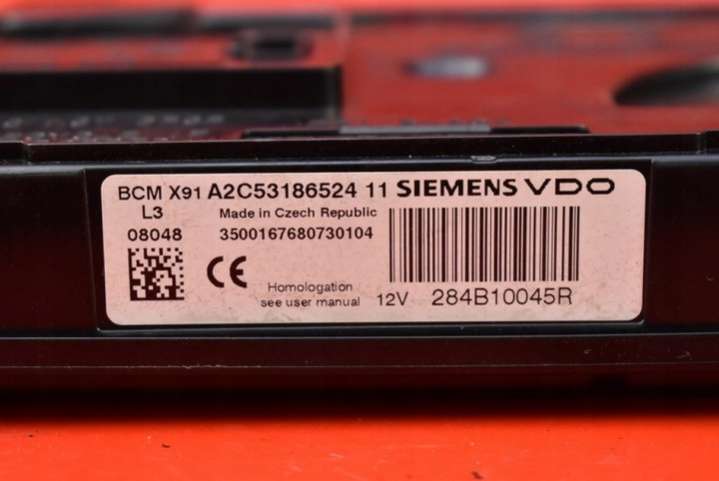 BCM X91 A2C53186524 11 SIEMENS VDO
L3 Made in Czech Republic
08048 3500167680730104
CE
Homologation
see user manual 12V 284B10045R